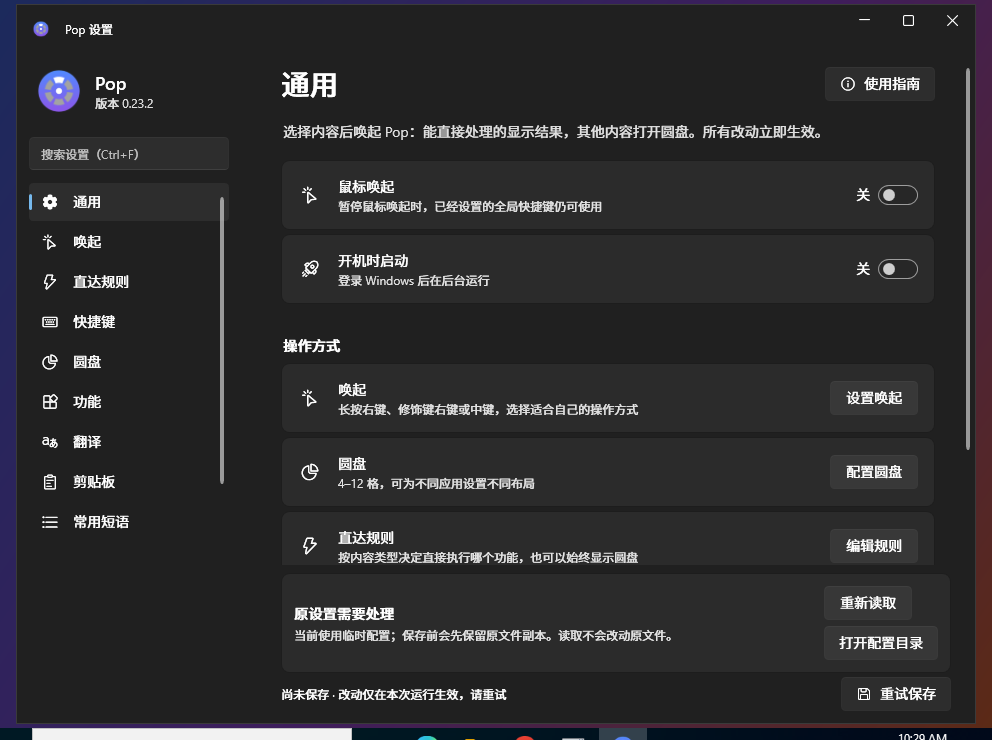 Pop 设置
Pop
版本 0.23.2
搜索设置（Ctrl+F）
通用
唤起
直达规则
快捷键
圆盘
功能
翻译
剪贴板
常用短语
通用
使用指南
选择内容后唤起 Pop：能直接处理的显示结果，其他内容打开圆盘。所有改动立即生效。
鼠标唤起
暂停鼠标唤起时，已经设置的全局快捷键仍可使用
关
开机时启动
登录 Windows 后在后台运行
关
操作方式
唤起
长按右键、修饰键右键或中键，选择适合自己的操作方式
设置唤起
圆盘
4–12 格，可为不同应用设置不同布局
配置圆盘
直达规则
按内容类型决定直接执行哪个功能，也可以始终显示圆盘
编辑规则
原设置需要处理
当前使用临时配置；保存前会先保留原文件副本。读取不会改动原文件。
重新读取
打开配置目录
尚未保存 · 改动仅在本次运行生效，请重试
重试保存
10:29 AM